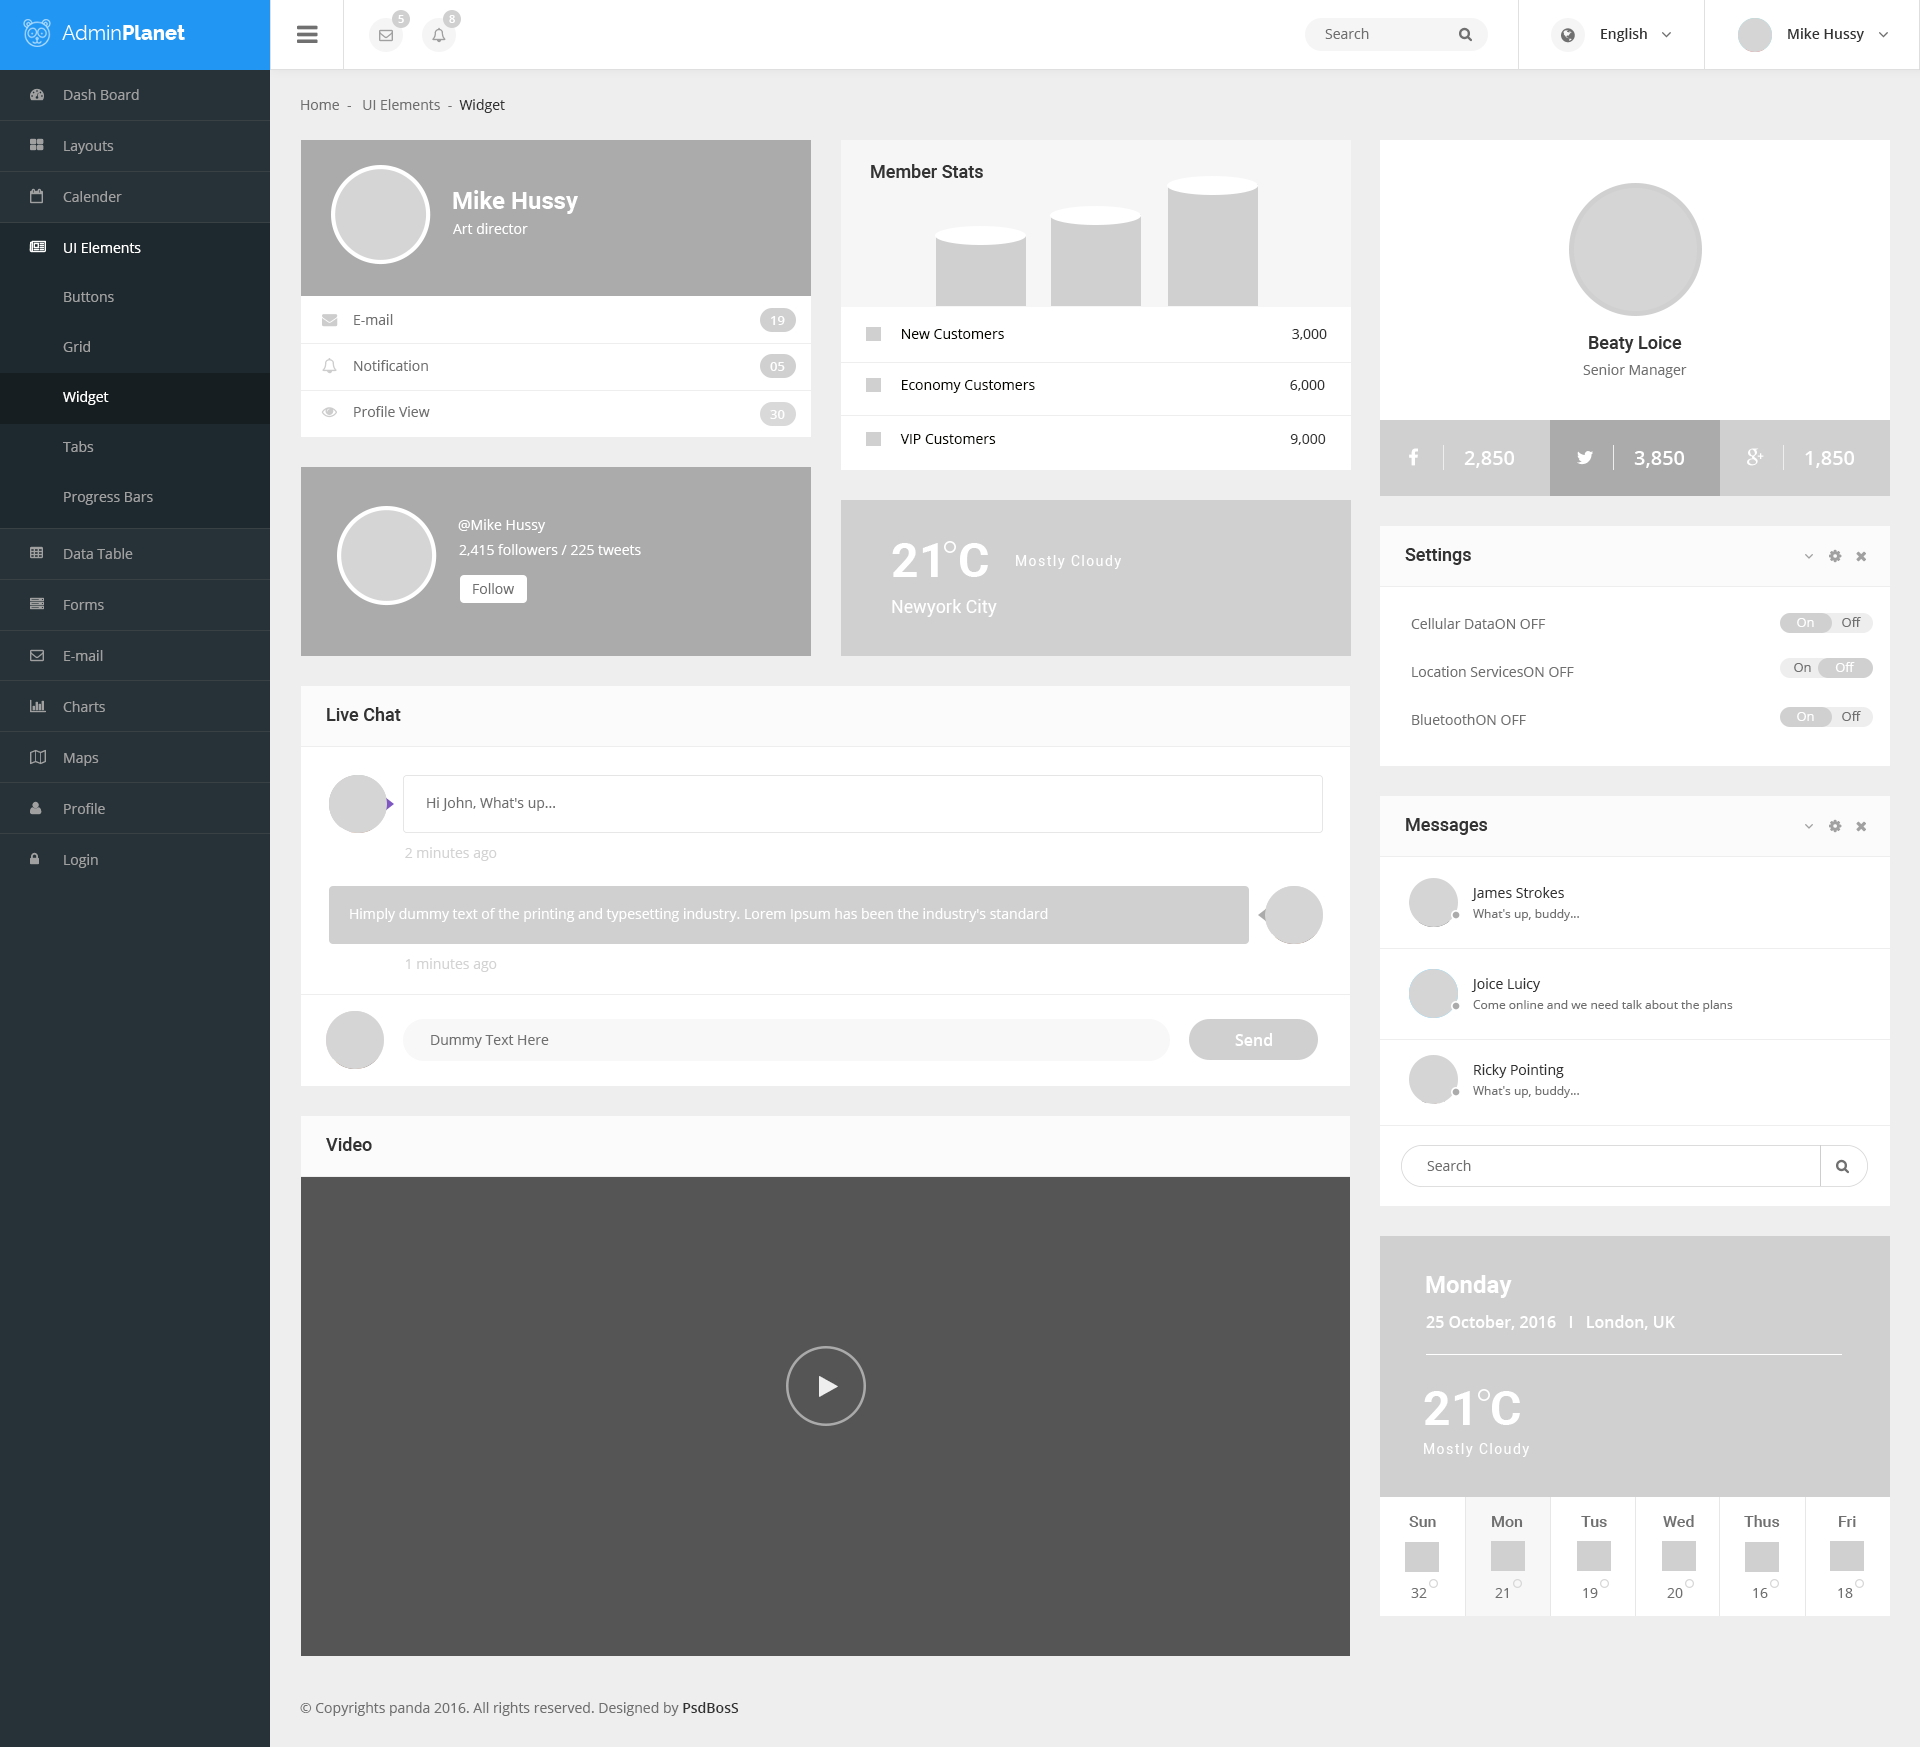 AdminPlanet
5
8
Search
English
Mike Hussy
Dash Board
Layouts
Calender
UI Elements
Buttons
Grid
Widget
Tabs
Progress Bars
Data Table
Forms
E-mail
Charts
Maps
Profile
Login
Home - UI Elements - Widget
Mike Hussy
Art director
E-mail 19
Notification 05
Profile View 30
@Mike Hussy
2,415 followers / 225 tweets
Follow
Member Stats
New Customers 3,000
Economy Customers 6,000
VIP Customers 9,000
21°C Mostly Cloudy
Newyork City
Beaty Loice
Senior Manager
2,850
3,850
1,850
Settings
Cellular DataON OFF On Off
Location ServicesON OFF On Off
BluetoothON OFF On Off
Live Chat
Hi John, What's up...
2 minutes ago
Himply dummy text of the printing and typesetting industry. Lorem Ipsum has been the industry's standard
1 minutes ago
Dummy Text Here
Send
Messages
James Strokes
What's up, buddy...
Joice Luicy
Come online and we need talk about the plans
Ricky Pointing
What's up, buddy...
Search
Video
Monday
25 October, 2016 I London, UK
21°C
Mostly Cloudy
Sun Mon Tus Wed Thus Fri
32° 21° 19° 20° 16° 18°
© Copyrights panda 2016. All rights reserved. Designed by PsdBosS